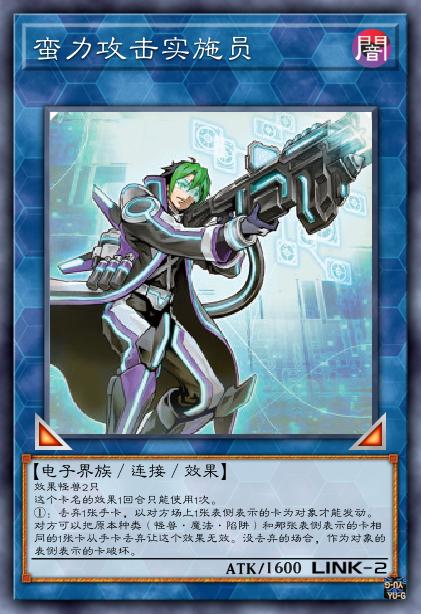 蛮力攻击实施员
闇
【电子界族／连接／效果】
效果怪兽2只
这个卡名的效果1回合只能使用1次。
①：丢弃1张手卡，以对方场上1张表侧表示的卡为对象才能发动。
对方可以把原本种类（怪兽·魔法·陷阱）和那张表侧表示的卡相
同的1张卡从手卡丢弃让这个效果无效。没丢弃的场合，作为对象的
表侧表示的卡破坏。
ATK/1600 LINK-2